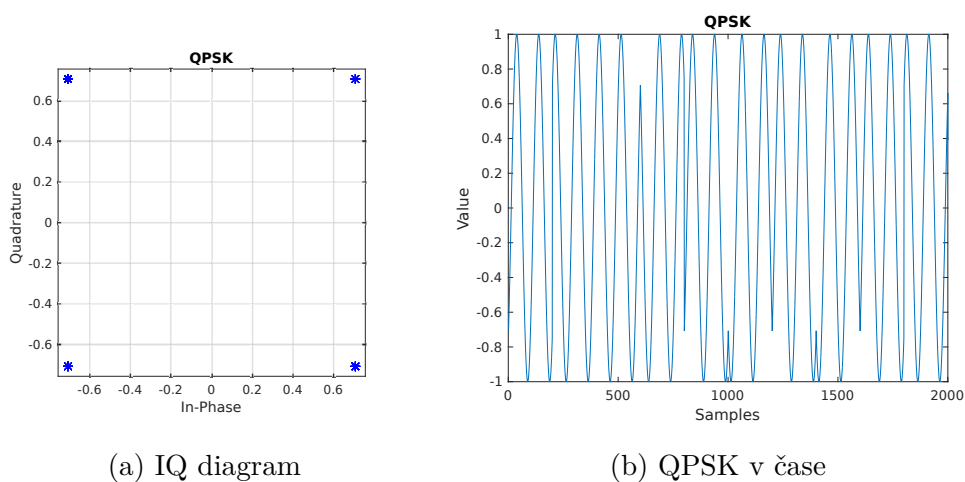 QPSK
Quadrature
0.6
0.4
0.2
0
-0.2
-0.4
-0.6
-0.6 -0.4 -0.2 0 0.2 0.4 0.6
In-Phase
(a) IQ diagram
QPSK
Value
1
0.8
0.6
0.4
0.2
0
-0.2
-0.4
-0.6
-0.8
-1
0 500 1000 1500 2000
Samples
(b) QPSK v čase